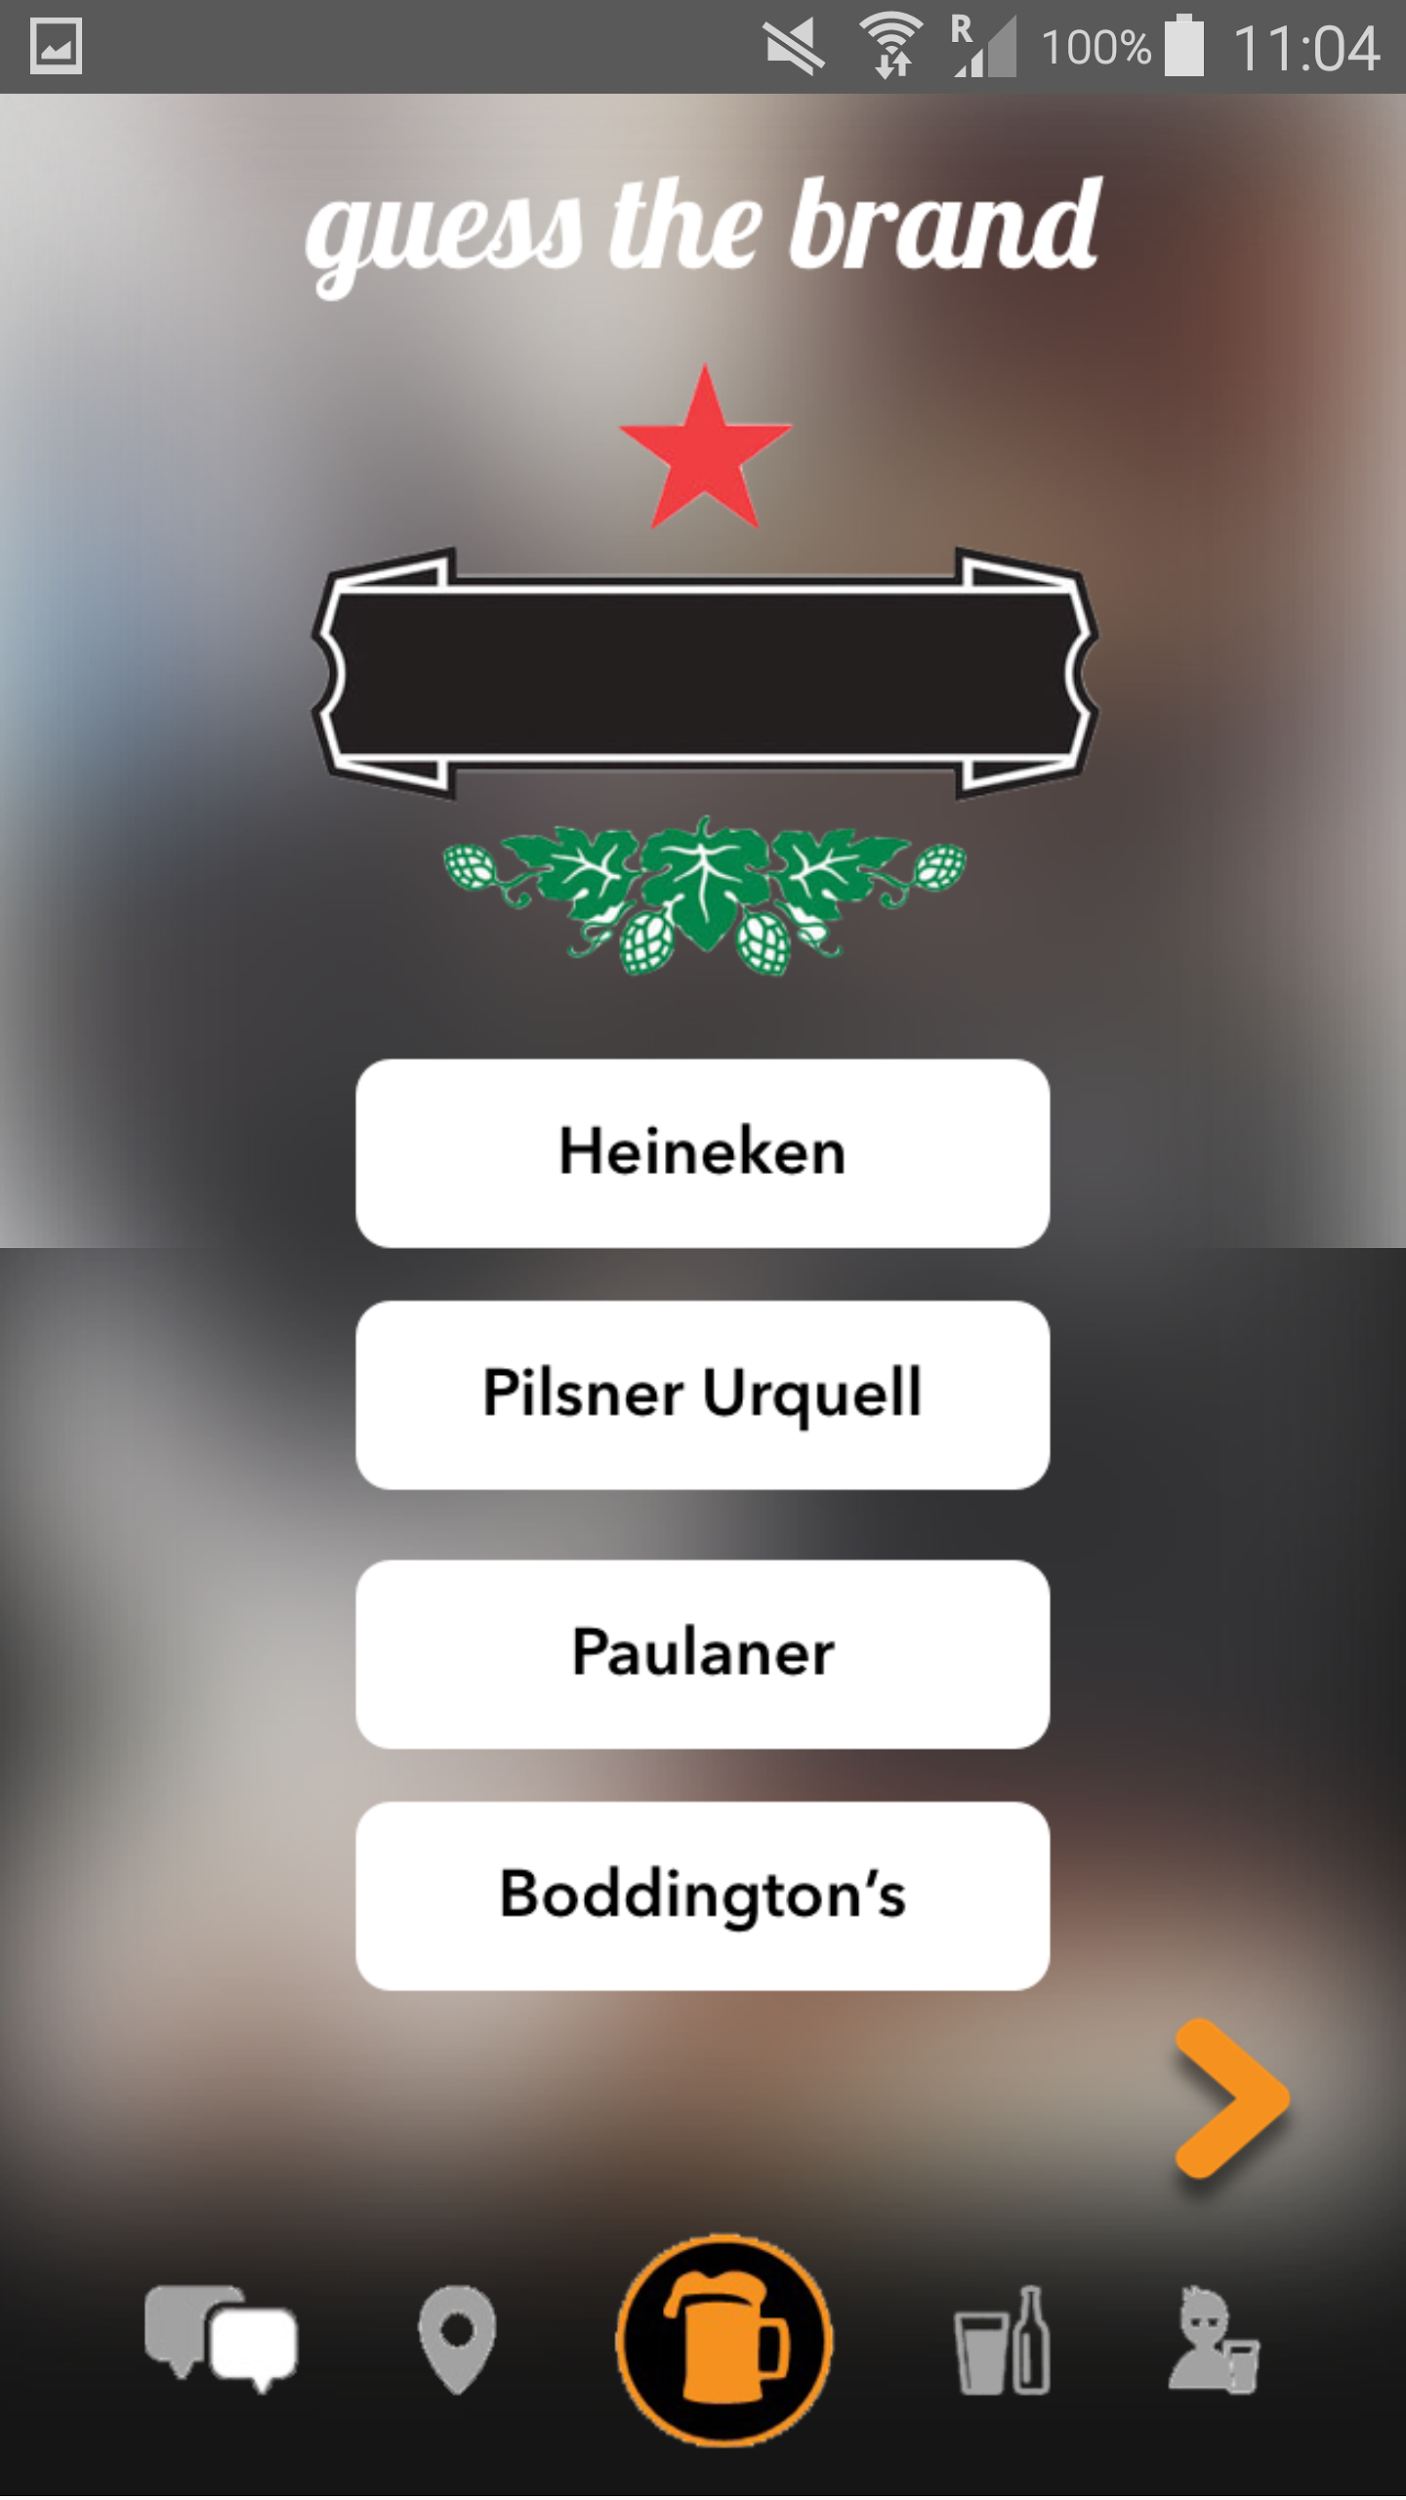 R 100% 11:04
guess the brand
Heineken
Pilsner Urquell
Paulaner
Boddington’s